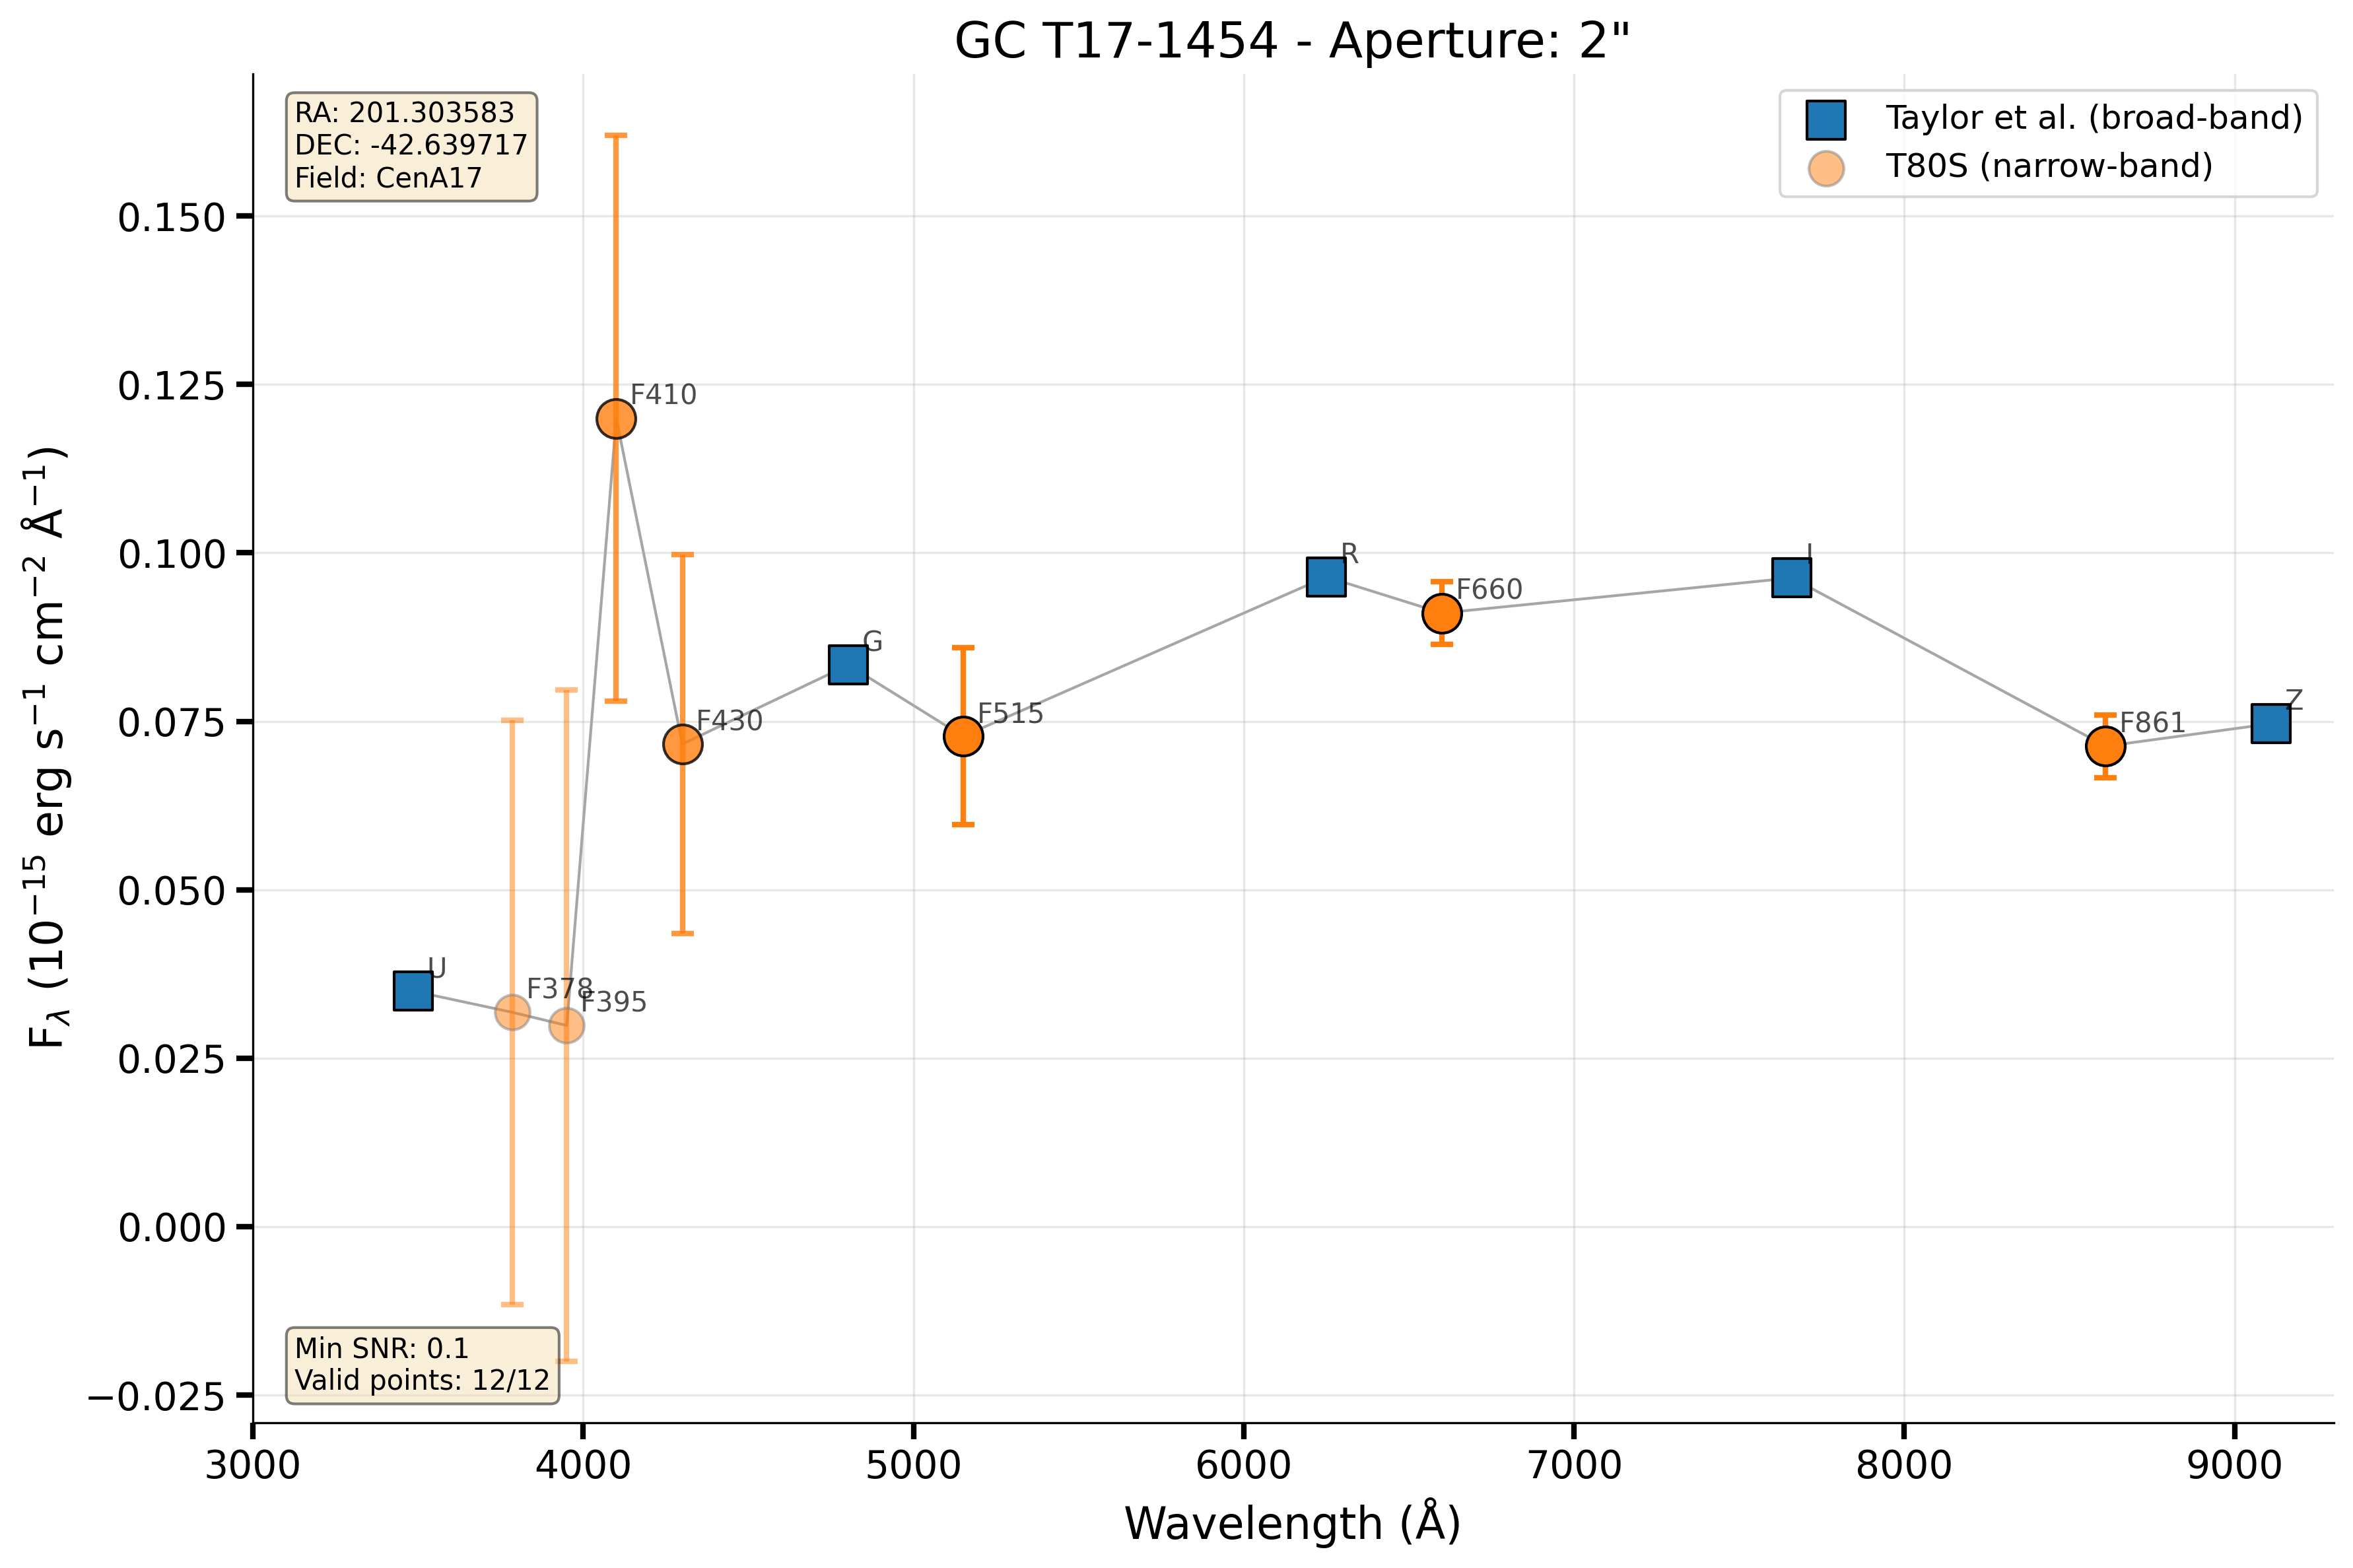 GC T17-1454 - Aperture: 2"
RA: 201.303583
DEC: -42.639717
Field: CenA17
Taylor et al. (broad-band)
T80S (narrow-band)
F410
R
I
F660
G
F430
F515
F861
Z
U
F378
F395
Min SNR: 0.1
Valid points: 12/12
0.150
0.125
0.100
0.075
0.050
0.025
0.000
−0.025
F$_{λ}$ (10$^{−15}$ erg s$^{−1}$ cm$^{−2}$ Å$^{−1}$)
3000 4000 5000 6000 7000 8000 9000
Wavelength (Å)